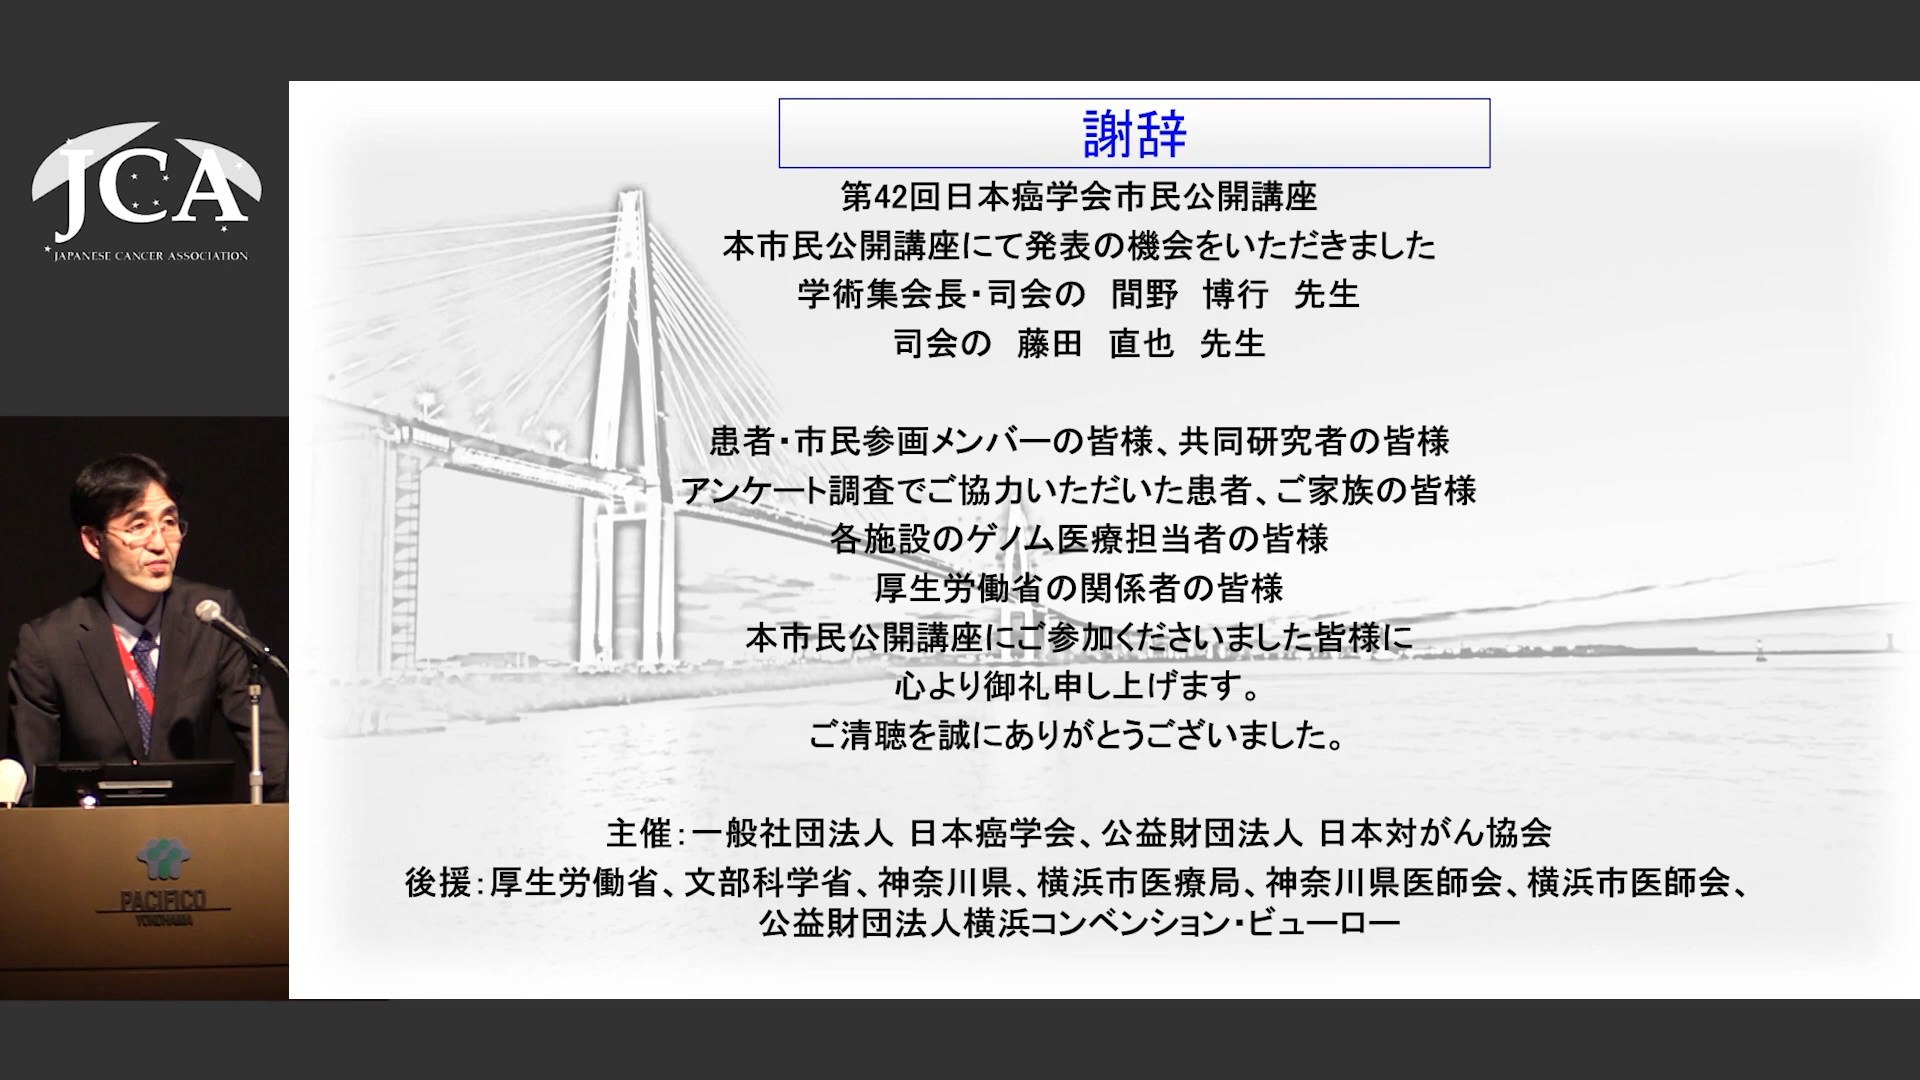 JCA
JAPANESE CANCER ASSOCIATION
謝辞
第42回日本癌学会市民公開講座
本市民公開講座にて発表の機会をいただきました
学術集会長・司会の　間野　博行　先生
司会の　藤田　直也　先生
患者・市民参画メンバーの皆様、共同研究者の皆様
アンケート調査でご協力いただいた患者、ご家族の皆様
各施設のゲノム医療担当者の皆様
厚生労働省の関係者の皆様
本市民公開講座にご参加くださいました皆様に
心より御礼申し上げます。
ご清聴を誠にありがとうございました。
主催：一般社団法人 日本癌学会、公益財団法人 日本対がん協会
後援：厚生労働省、文部科学省、神奈川県、横浜市医療局、神奈川県医師会、横浜市医師会、
公益財団法人横浜コンベンション・ビューロー
PACIFICO
YOKOHAMA